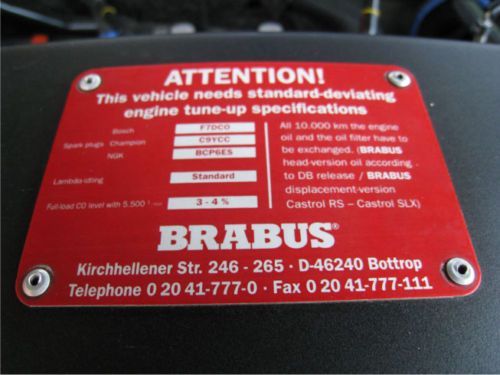 ATTENTION!
This vehicle needs standard-deviating
engine tune-up specifications
Bosch F7DC0
Spark plugs Champion C9YCC
NGK BCP6ES
Lambda-idling Standard
Full-load CO level with 5.500 3 - 4 %
All 10.000 km the engine
oil and the oil filter have to
be exchanged. (BRABUS
head-version oil according
to DB release / BRABUS
displacement-version
Castrol RS – Castrol SLX)
BRABUS®
Kirchhellener Str. 246 - 265 · D-46240 Bottrop
Telephone 0 20 41-777-0 · Fax 0 20 41-777-111